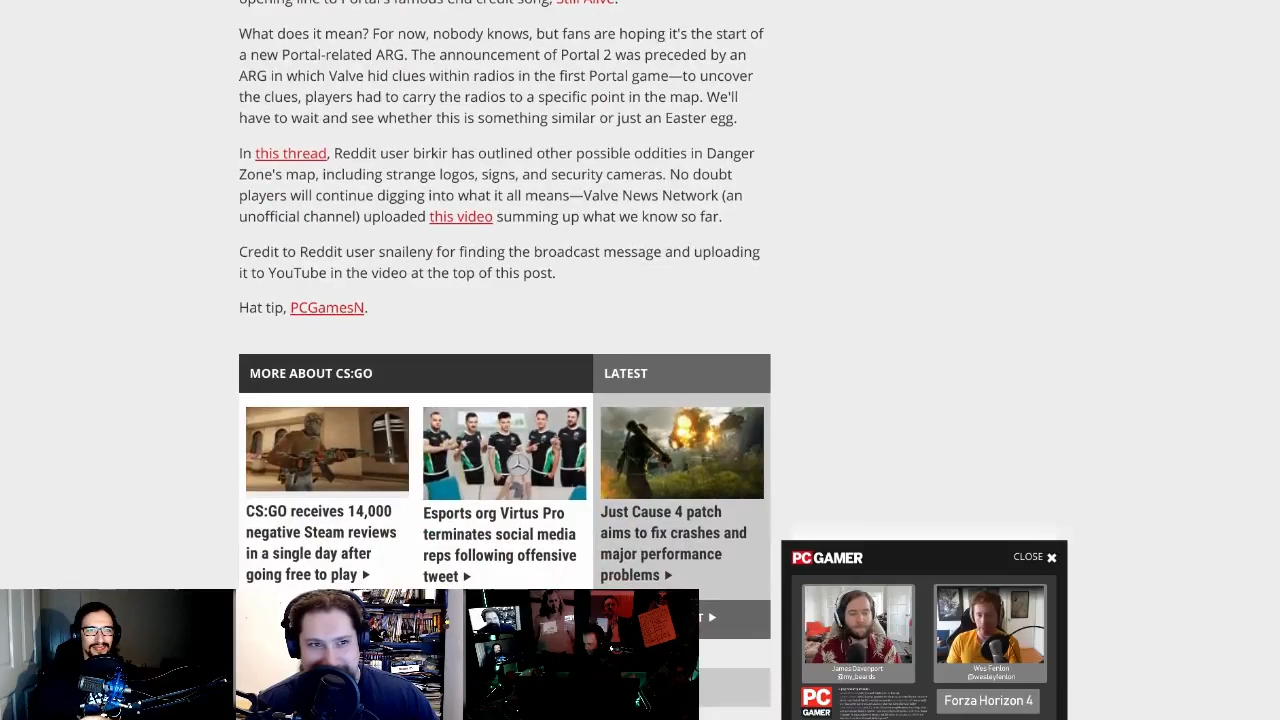 opening line to Portal's famous end credit song, Still Alive.
What does it mean? For now, nobody knows, but fans are hoping it's the start of
a new Portal-related ARG. The announcement of Portal 2 was preceded by an
ARG in which Valve hid clues within radios in the first Portal game—to uncover
the clues, players had to carry the radios to a specific point in the map. We'll
have to wait and see whether this is something similar or just an Easter egg.
In this thread, Reddit user birkir has outlined other possible oddities in Danger
Zone's map, including strange logos, signs, and security cameras. No doubt
players will continue digging into what it all means—Valve News Network (an
unofficial channel) uploaded this video summing up what we know so far.
Credit to Reddit user snaileny for finding the broadcast message and uploading
it to YouTube in the video at the top of this post.
Hat tip, PCGamesN.
MORE ABOUT CS:GO
LATEST
CS:GO receives 14,000
negative Steam reviews
in a single day after
going free to play
Esports org Virtus Pro
terminates social media
reps following offensive
tweet
Just Cause 4 patch
aims to fix crashes and
major performance
problems
T
PC GAMER
CLOSE
James Davenport
@my_beards
Wes Fenlon
@wesleyfenlon
PC
GAMER
Forza Horizon 4